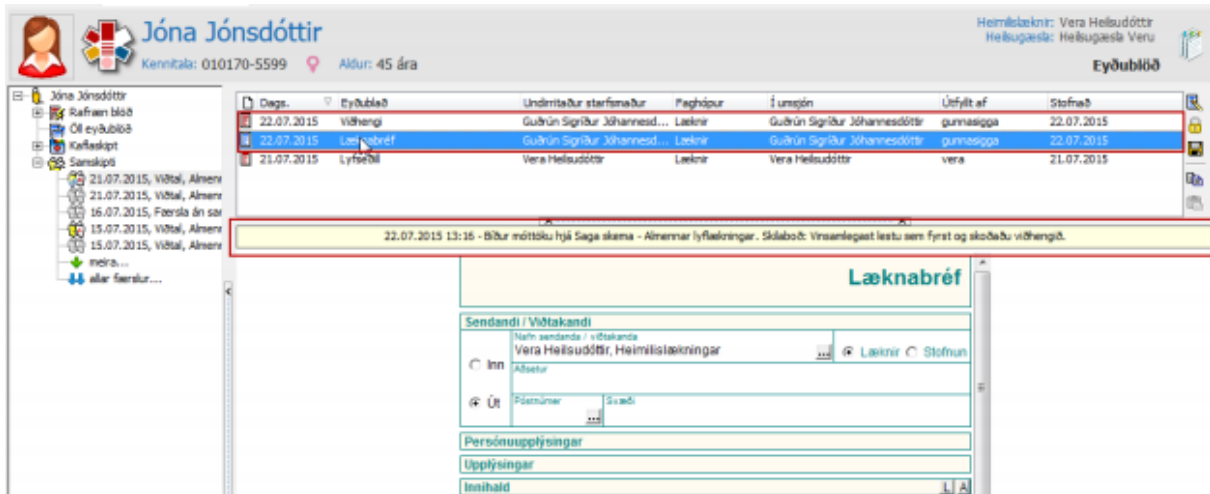 Jóna Jónsdóttir
Kennitala: 010170-5599 Aldur: 45 ára
Heimilislæknir: Vera Heilsudóttir
Heilsugæsla: Heilsugæsla Veru
Eyðublöð
Jóna Jónsdóttir
Rafræn blöð
Öll eyðublöð
Kaflaskipt
Samskipti
21.07.2015, Viðtal, Almenn
21.07.2015, Viðtal, Almenn
16.07.2015, Færsla án sam
15.07.2015, Viðtal, Almenn
15.07.2015, Viðtal, Almenn
meira...
allar færslur...
Dags. Eyðublað Undirritaður starfsmaður Faghópur Í umsjón Útfyllt af Stofnað
22.07.2015 Viðhengi Guðrún Sigríður Jóhannesd... Læknir Guðrún Sigríður Jóhannesdóttir gunnasigga 22.07.2015
22.07.2015 Læknabréf Guðrún Sigríður Jóhannesd... Læknir Guðrún Sigríður Jóhannesdóttir gunnasigga 22.07.2015
21.07.2015 Lyfseðill Vera Heilsudóttir Læknir Vera Heilsudóttir vera 21.07.2015
22.07.2015 13:16 - Bíður móttöku hjá Saga skema - Almennar lyflækningar. Skilaboð: Vinsamlegast lestu sem fyrst og skoðaðu viðhengið.
Læknabréf
Sendandi / Viðtakandi
Nafn sendanda / viðtakanda
Vera Heilsudóttir, Heimilislækningar ... Læknir Stofnun
Inn
Aðsetur
Út
Póstnúmer Svæði
...
Persónuupplýsingar
Upplýsingar
Innihald L A